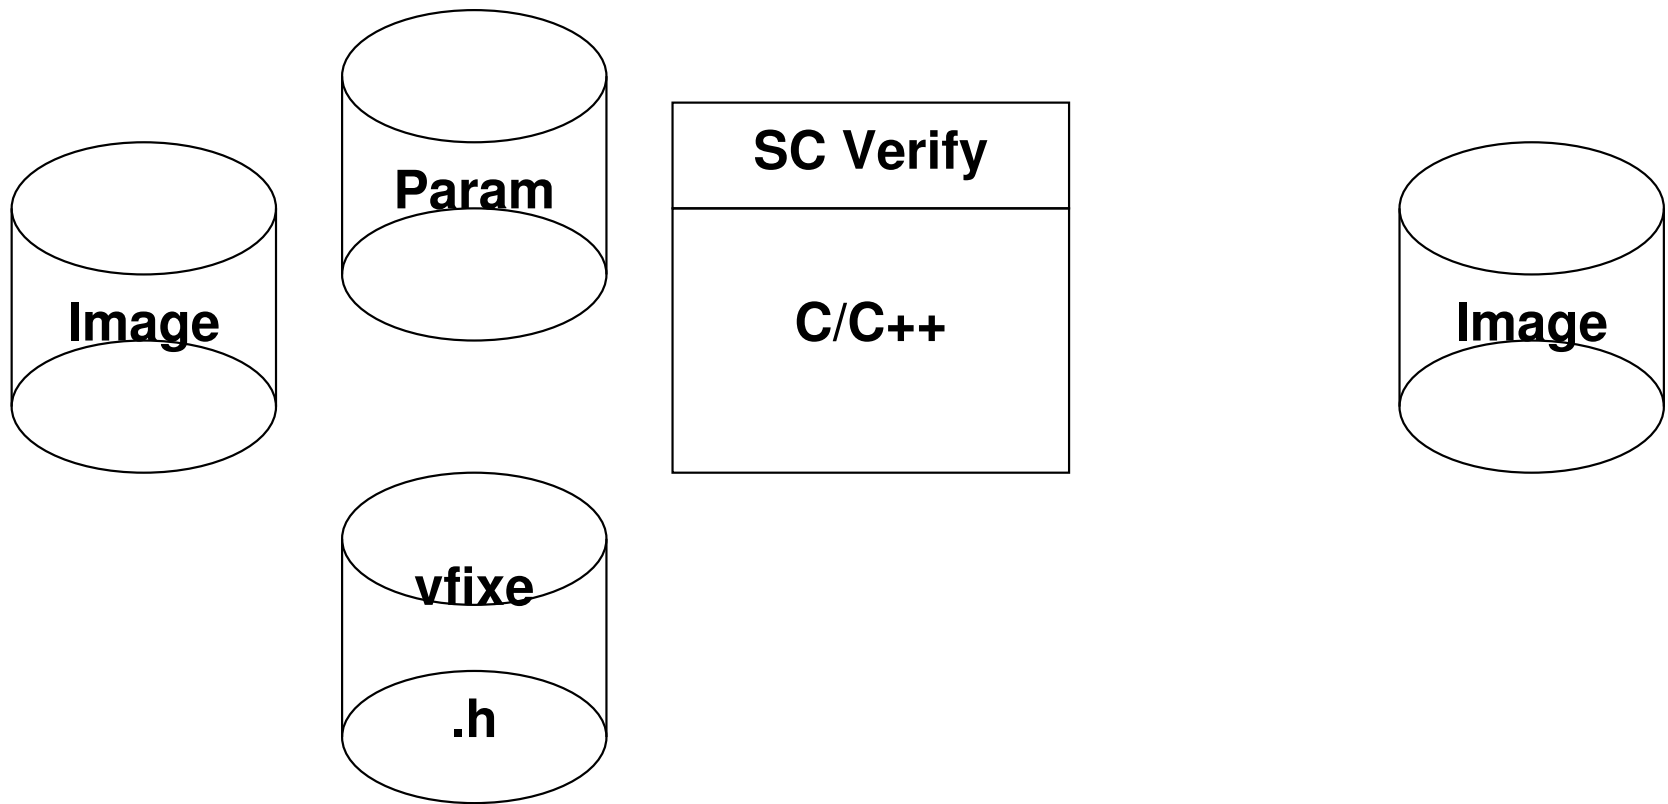 Param
SC Verify
Image
C/C++
Image
vfixe
.h